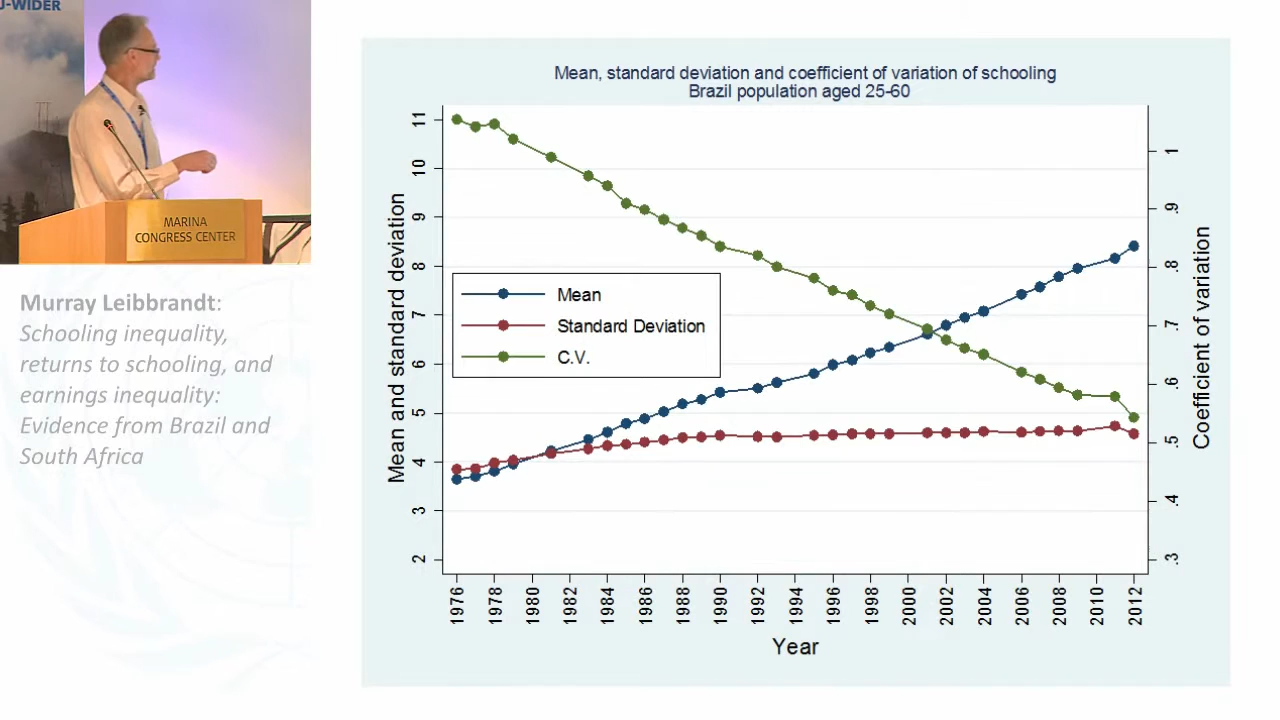 U-WIDER
MARINA
CONGRESS CENTER
Murray Leibbrandt:
Schooling inequality,
returns to schooling, and
earnings inequality:
Evidence from Brazil and
South Africa
Mean, standard deviation and coefficient of variation of schooling
Brazil population aged 25-60
Mean and standard deviation
11
10
9
8
7
6
5
4
3
2
Mean
Standard Deviation
C.V.
1
.9
.8
.7
.6
.5
.4
.3
Coefficient of variation
1976 1978 1980 1982 1984 1986 1988 1990 1992 1994 1996 1998 2000 2002 2004 2006 2008 2010 2012
Year